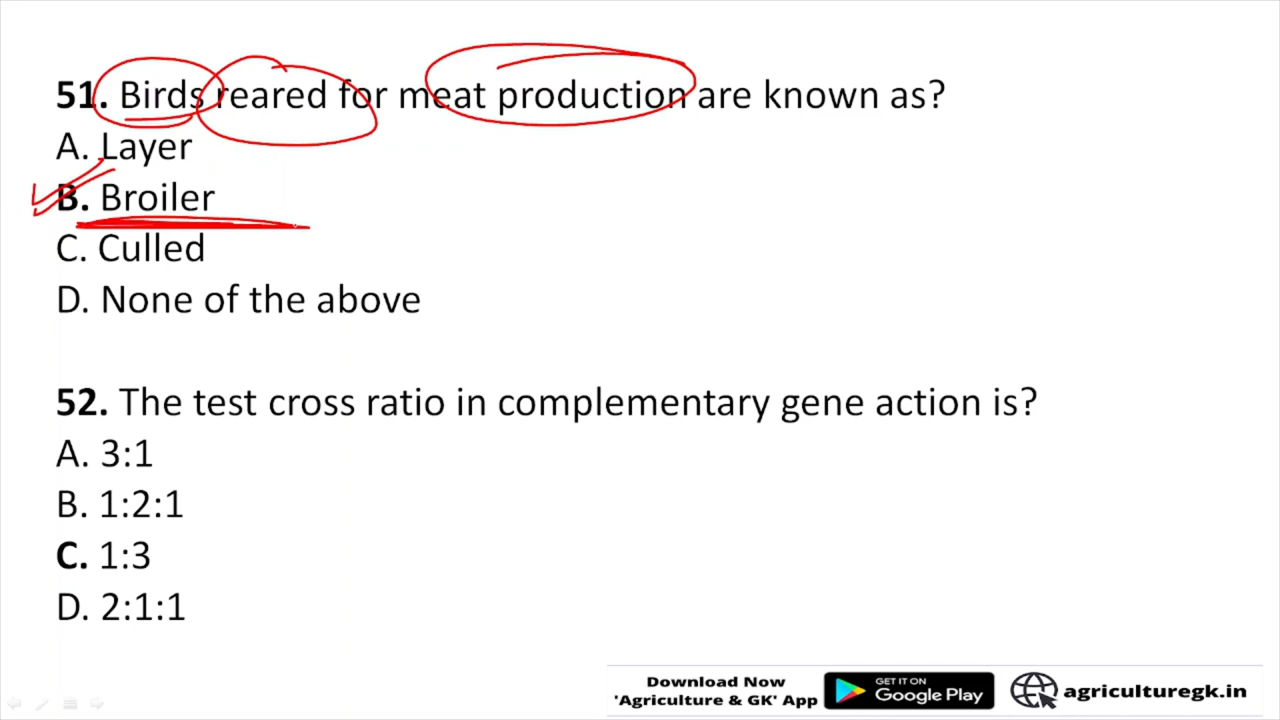 51. Birds reared for meat production are known as?
A. Layer
B. Broiler
C. Culled
D. None of the above
52. The test cross ratio in complementary gene action is?
A. 3:1
B. 1:2:1
C. 1:3
D. 2:1:1
Download Now
'Agriculture & GK' App
GET IT ON
Google Play
agriculturegk.in